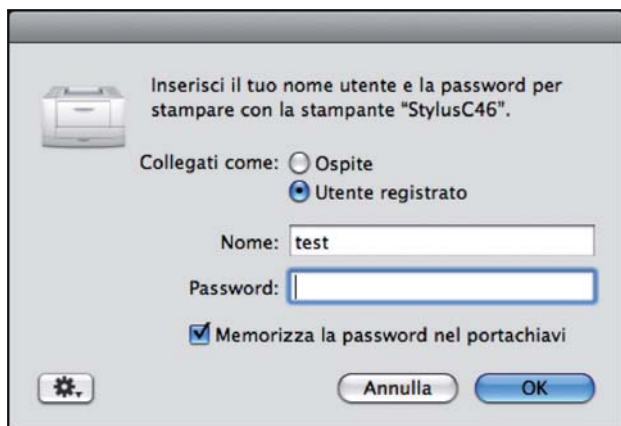 Inserisci il tuo nome utente e la password per
stampare con la stampante “StylusC46”.
Collegati come: Ospite
Utente registrato
Nome: test
Password:
Memorizza la password nel portachiavi
Annulla OK